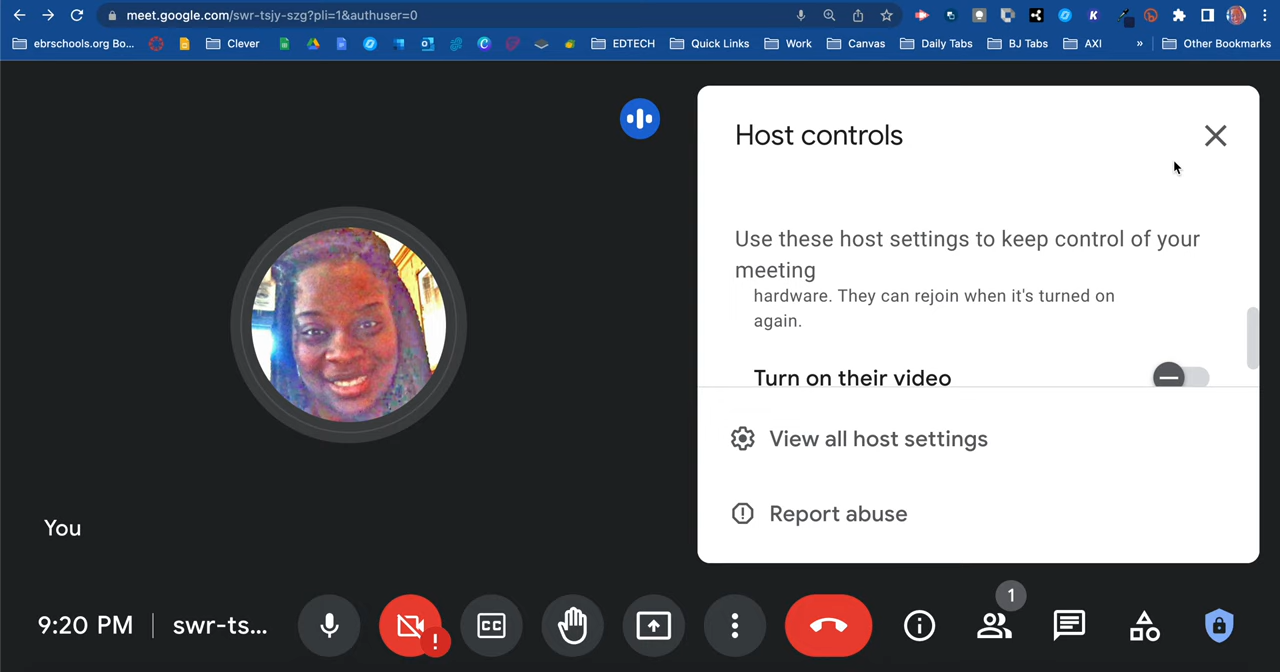 meet.google.com/swr-tsjy-szg?pli=1&authuser=0
ebrschools.org Bo... Clever EDTECH Quick Links Work Canvas Daily Tabs BJ Tabs AXI » Other Bookmarks
Host controls
Use these host settings to keep control of your
meeting
hardware. They can rejoin when it's turned on
again.
Turn on their video
View all host settings
Report abuse
You
1
9:20 PM | swr-ts... CC